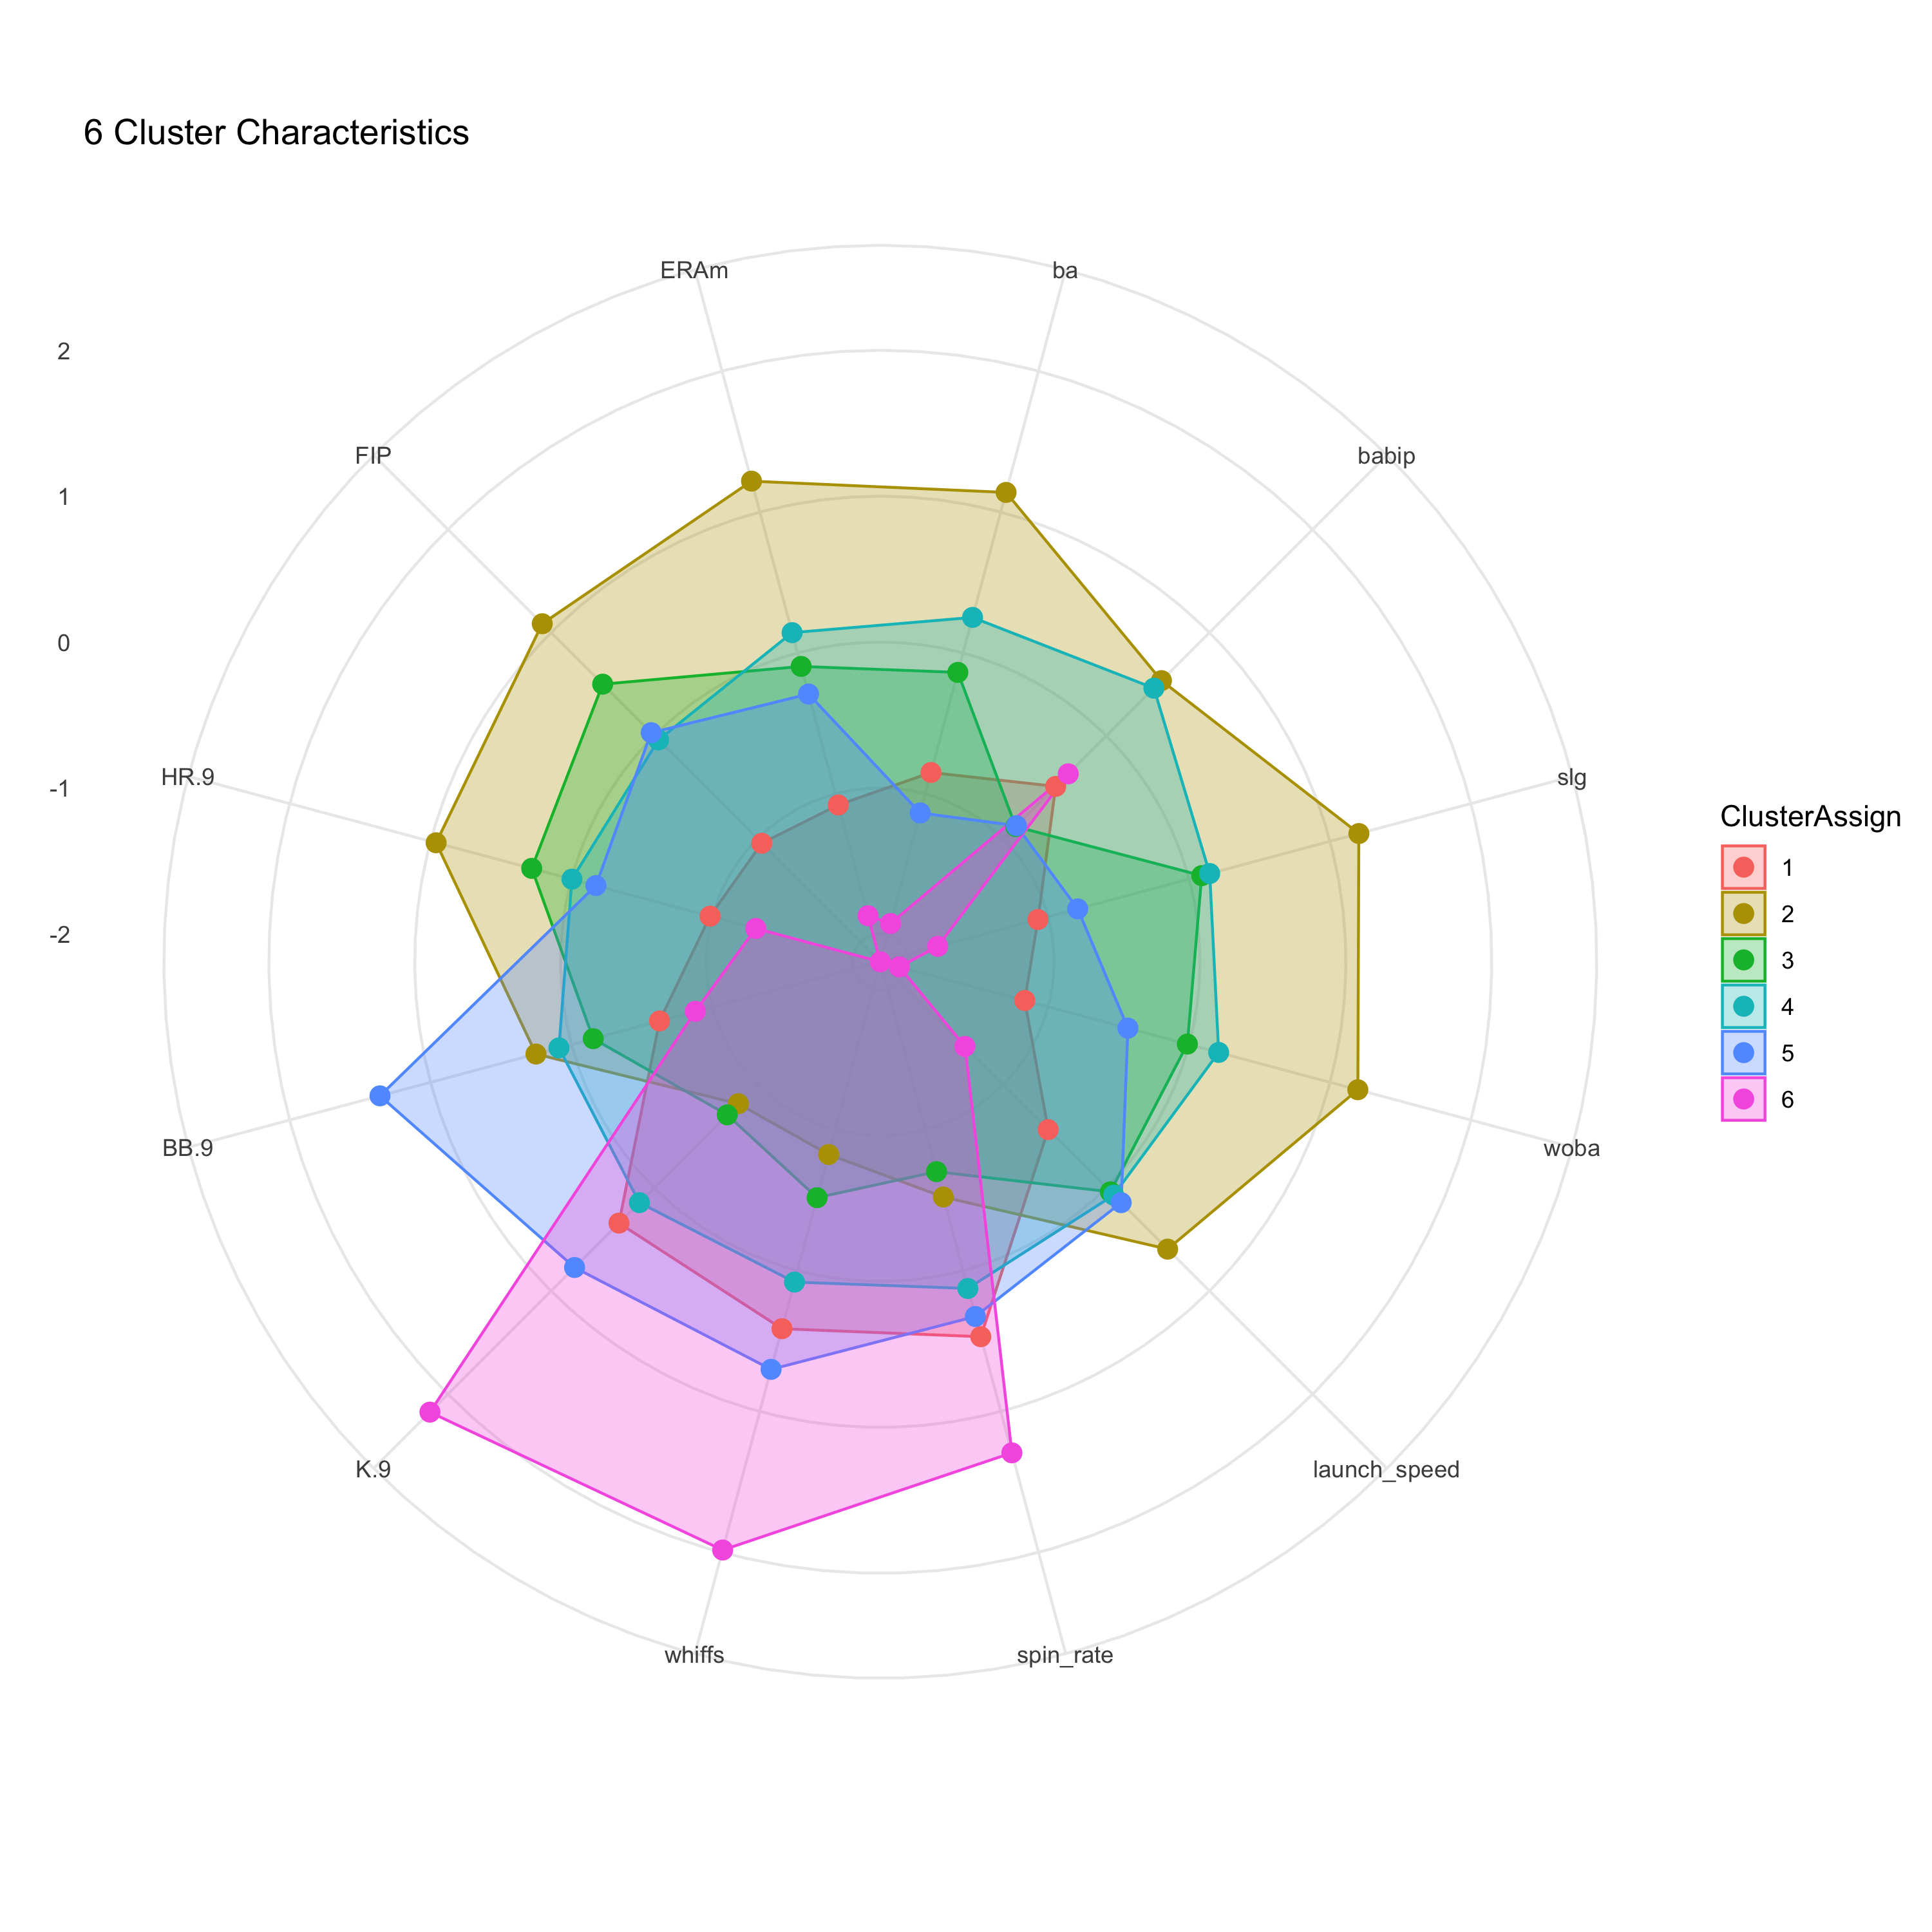 6 Cluster Characteristics
ERAm
ba
2
FIP
babip
1
0
HR.9
slg
-1
ClusterAssign
1
2
-2
3
4
5
6
BB.9
woba
K.9
launch_speed
whiffs
spin_rate